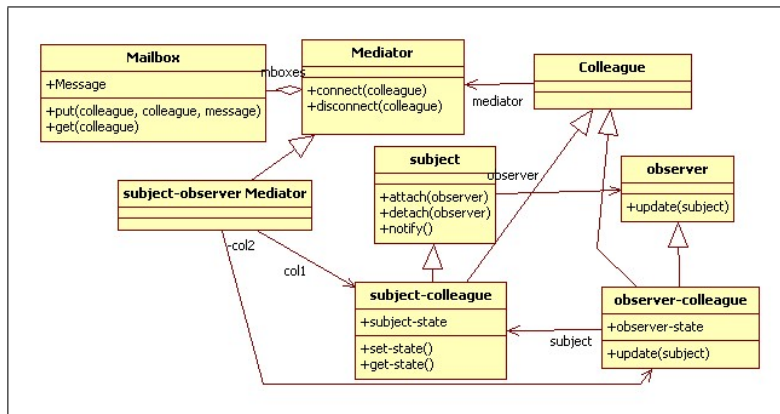 Mailbox
+Message
+put(colleague, colleague, message)
+get(colleague)
mboxes
Mediator
+connect(colleague)
+disconnect(colleague)
mediator
Colleague
subject-observer Mediator
subject
+attach(observer)
+detach(observer)
+notify()
observer
observer
+update(subject)
-col2
col1
subject-colleague
+subject-state
+set-state()
+get-state()
subject
observer-colleague
+observer-state
+update(subject)